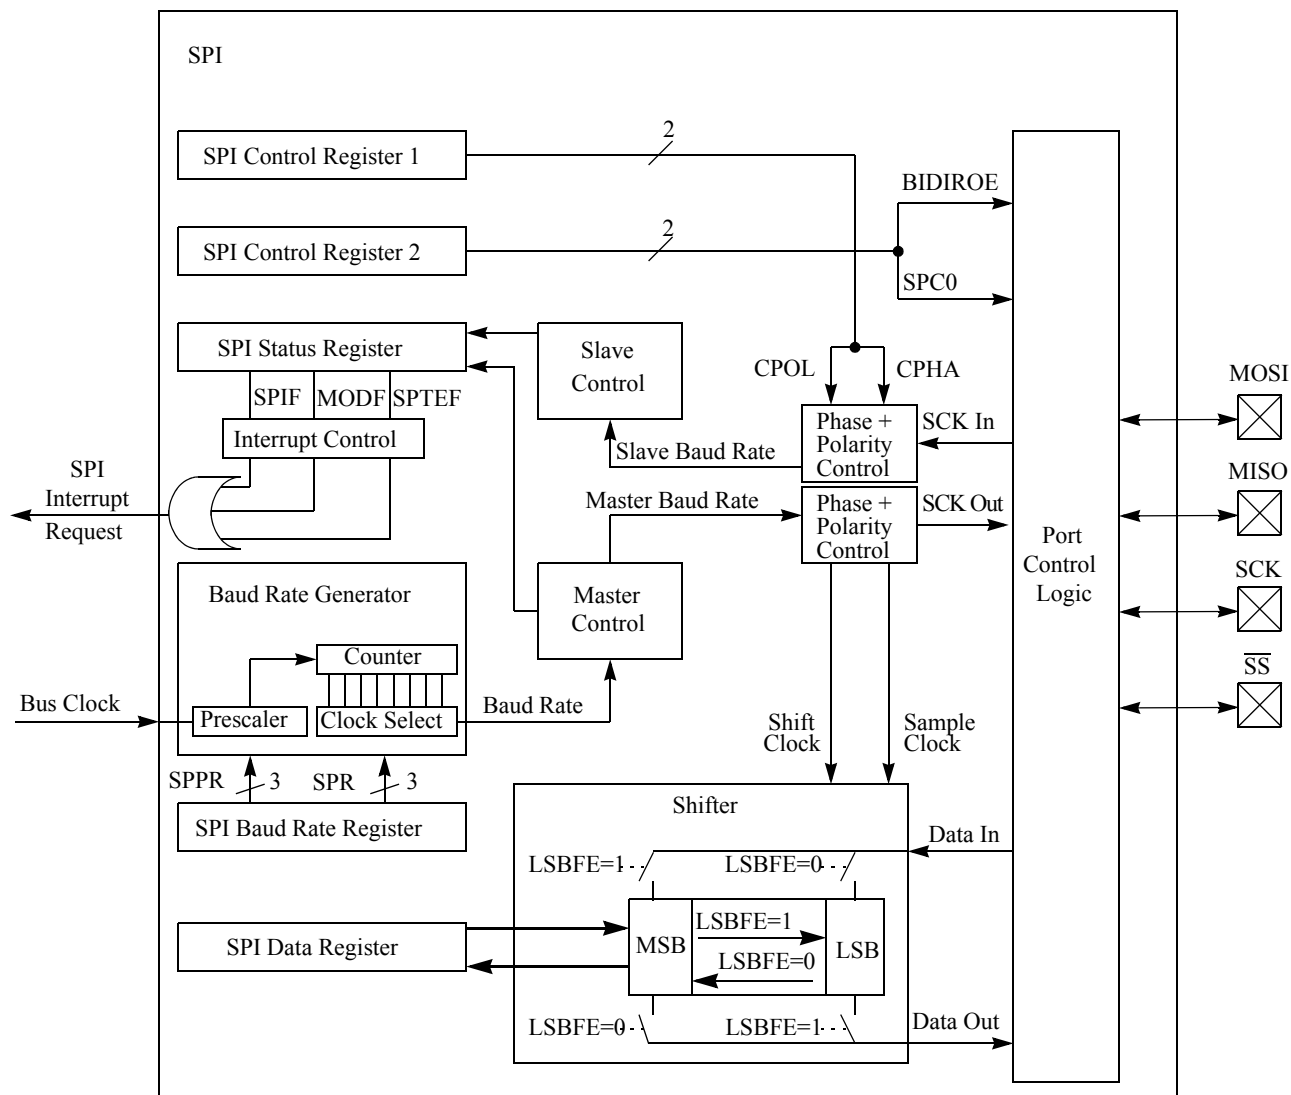 SPI
SPI Control Register 1
2
BIDIROE
SPI Control Register 2
2
SPC0
SPI Status Register
Slave
Control
CPOL
CPHA
SPIF
MODF
SPTEF
Interrupt Control
Phase +
Polarity
Control
SCK In
Slave Baud Rate
MOSI
SPI
Interrupt
Request
Master Baud Rate
Phase +
Polarity
Control
SCK Out
MISO
Port
Control
Logic
Baud Rate Generator
Master
Control
SCK
Counter
SS
Bus Clock
Prescaler
Clock Select
Baud Rate
Shift
Clock
Sample
Clock
SPPR
3
SPR
3
SPI Baud Rate Register
Shifter
Data In
LSBFE=1
LSBFE=0
SPI Data Register
MSB
LSBFE=1
LSBFE=0
LSB
LSBFE=0
LSBFE=1
Data Out